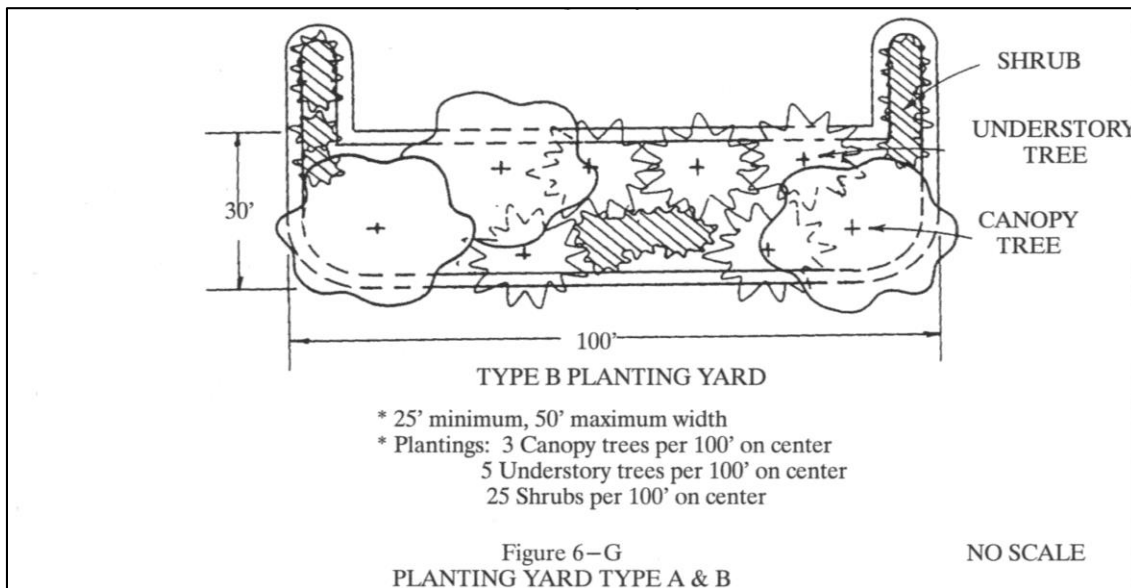 SHRUB
UNDERSTORY
TREE
30’
CANOPY
TREE
100’
TYPE B PLANTING YARD
* 25’ minimum, 50’ maximum width
* Plantings: 3 Canopy trees per 100’ on center
5 Understory trees per 100’ on center
25 Shrubs per 100’ on center
Figure 6–G
NO SCALE
PLANTING YARD TYPE A & B